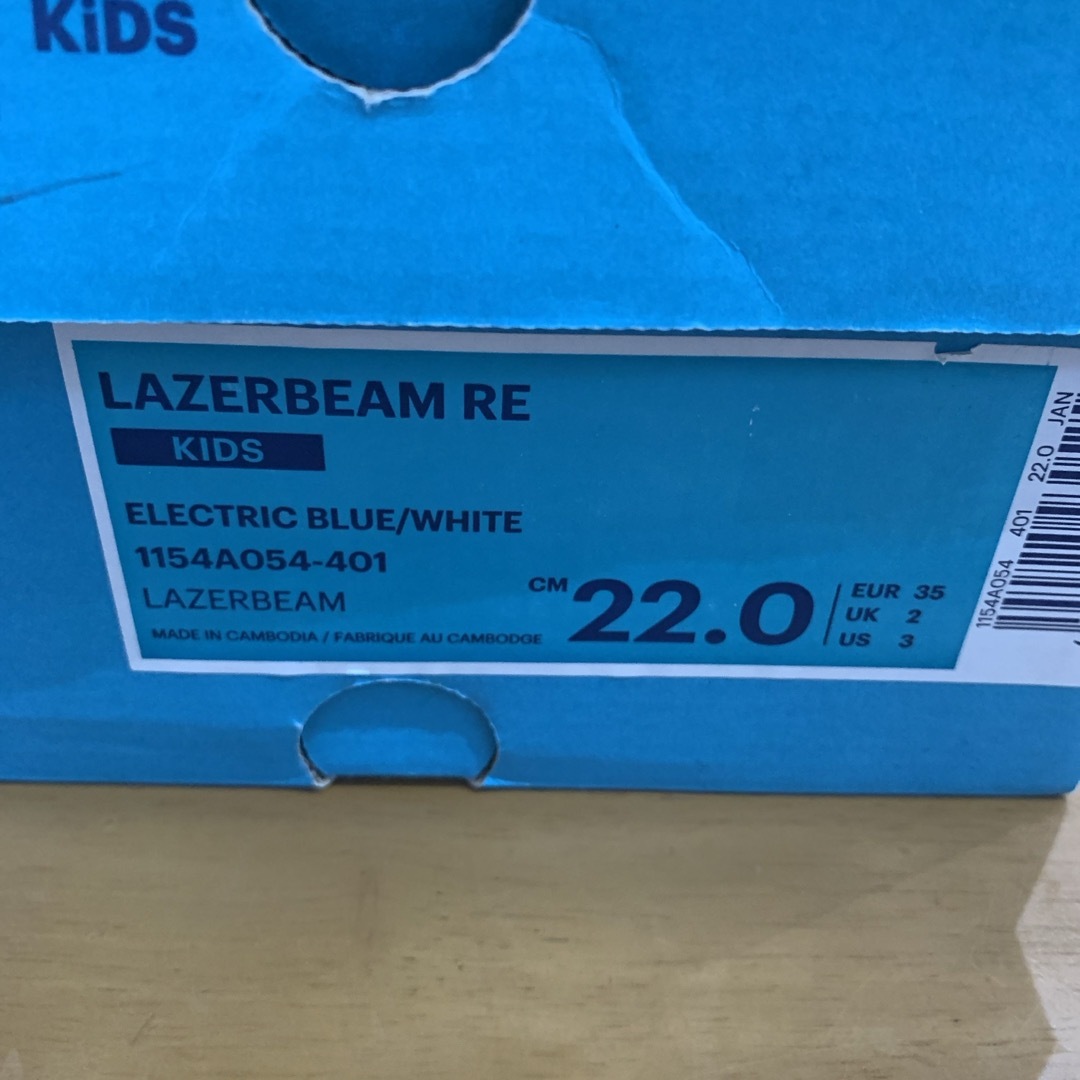 KiDS
LAZERBEAM RE
KIDS
ELECTRIC BLUE/WHITE
1154A054-401
LAZERBEAM
MADE IN CAMBODIA / FABRIQUE AU CAMBODGE
CM 22.0
EUR 35
UK 2
US 3
1154A054 401 22.0 JAN